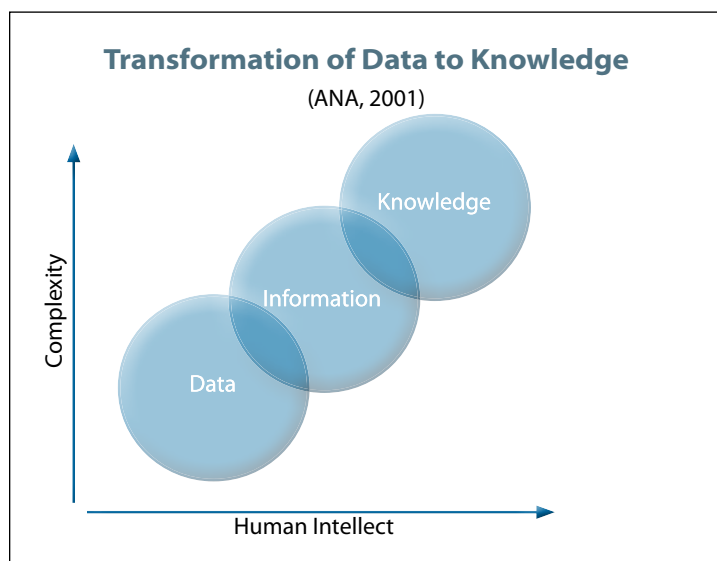 Transformation of Data to Knowledge
(ANA, 2001)
Knowledge
Information
Data
Complexity
Human Intellect